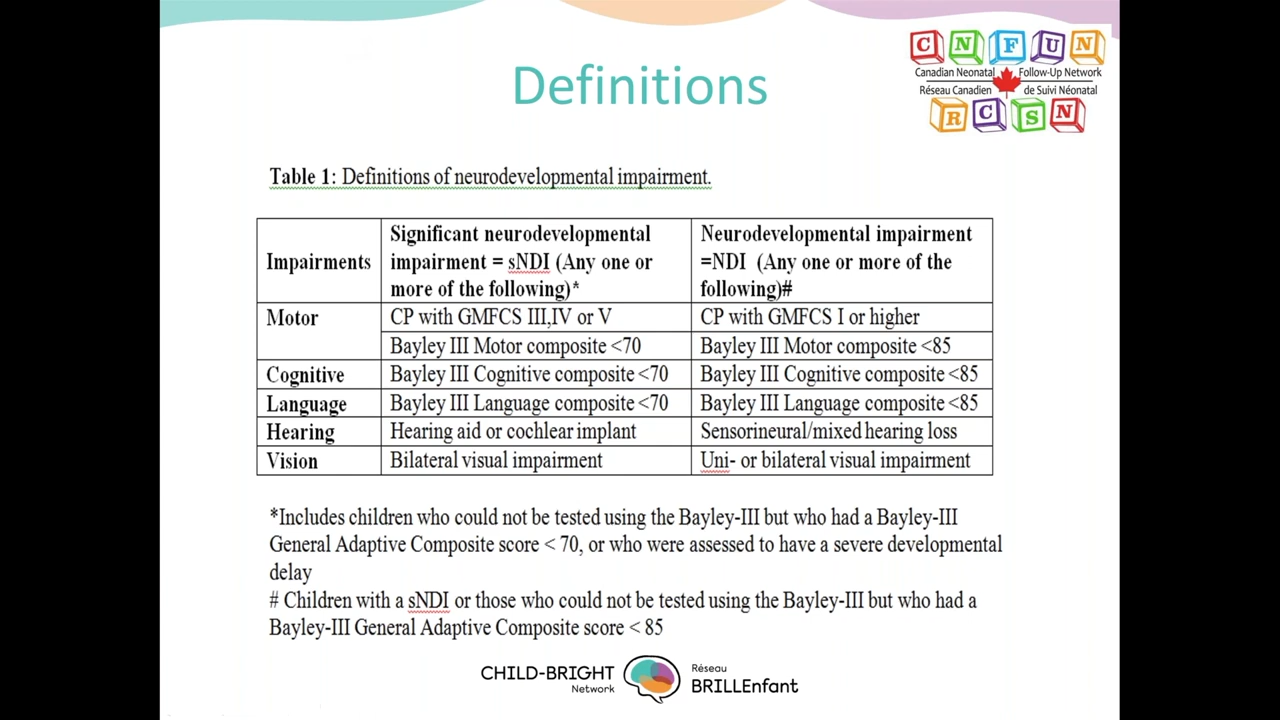 C N F U N
Canadian Neonatal Follow-Up Network
Réseau Canadien de Suivi Néonatal
R C S N
Definitions
Table 1: Definitions of neurodevelopmental impairment.
Impairments
Significant neurodevelopmental
impairment = sNDI (Any one or
more of the following)*
Neurodevelopmental impairment
=NDI (Any one or more of the
following)#
Motor
CP with GMFCS III,IV or V
CP with GMFCS I or higher
Bayley III Motor composite <70
Bayley III Motor composite <85
Cognitive
Bayley III Cognitive composite <70
Bayley III Cognitive composite <85
Language
Bayley III Language composite <70
Bayley III Language composite <85
Hearing
Hearing aid or cochlear implant
Sensorineural/mixed hearing loss
Vision
Bilateral visual impairment
Uni- or bilateral visual impairment
*Includes children who could not be tested using the Bayley-III but who had a Bayley-III
General Adaptive Composite score < 70, or who were assessed to have a severe developmental
delay
# Children with a sNDI or those who could not be tested using the Bayley-III but who had a
Bayley-III General Adaptive Composite score < 85
CHILD-BRIGHT
Network
Réseau
BRILLEnfant